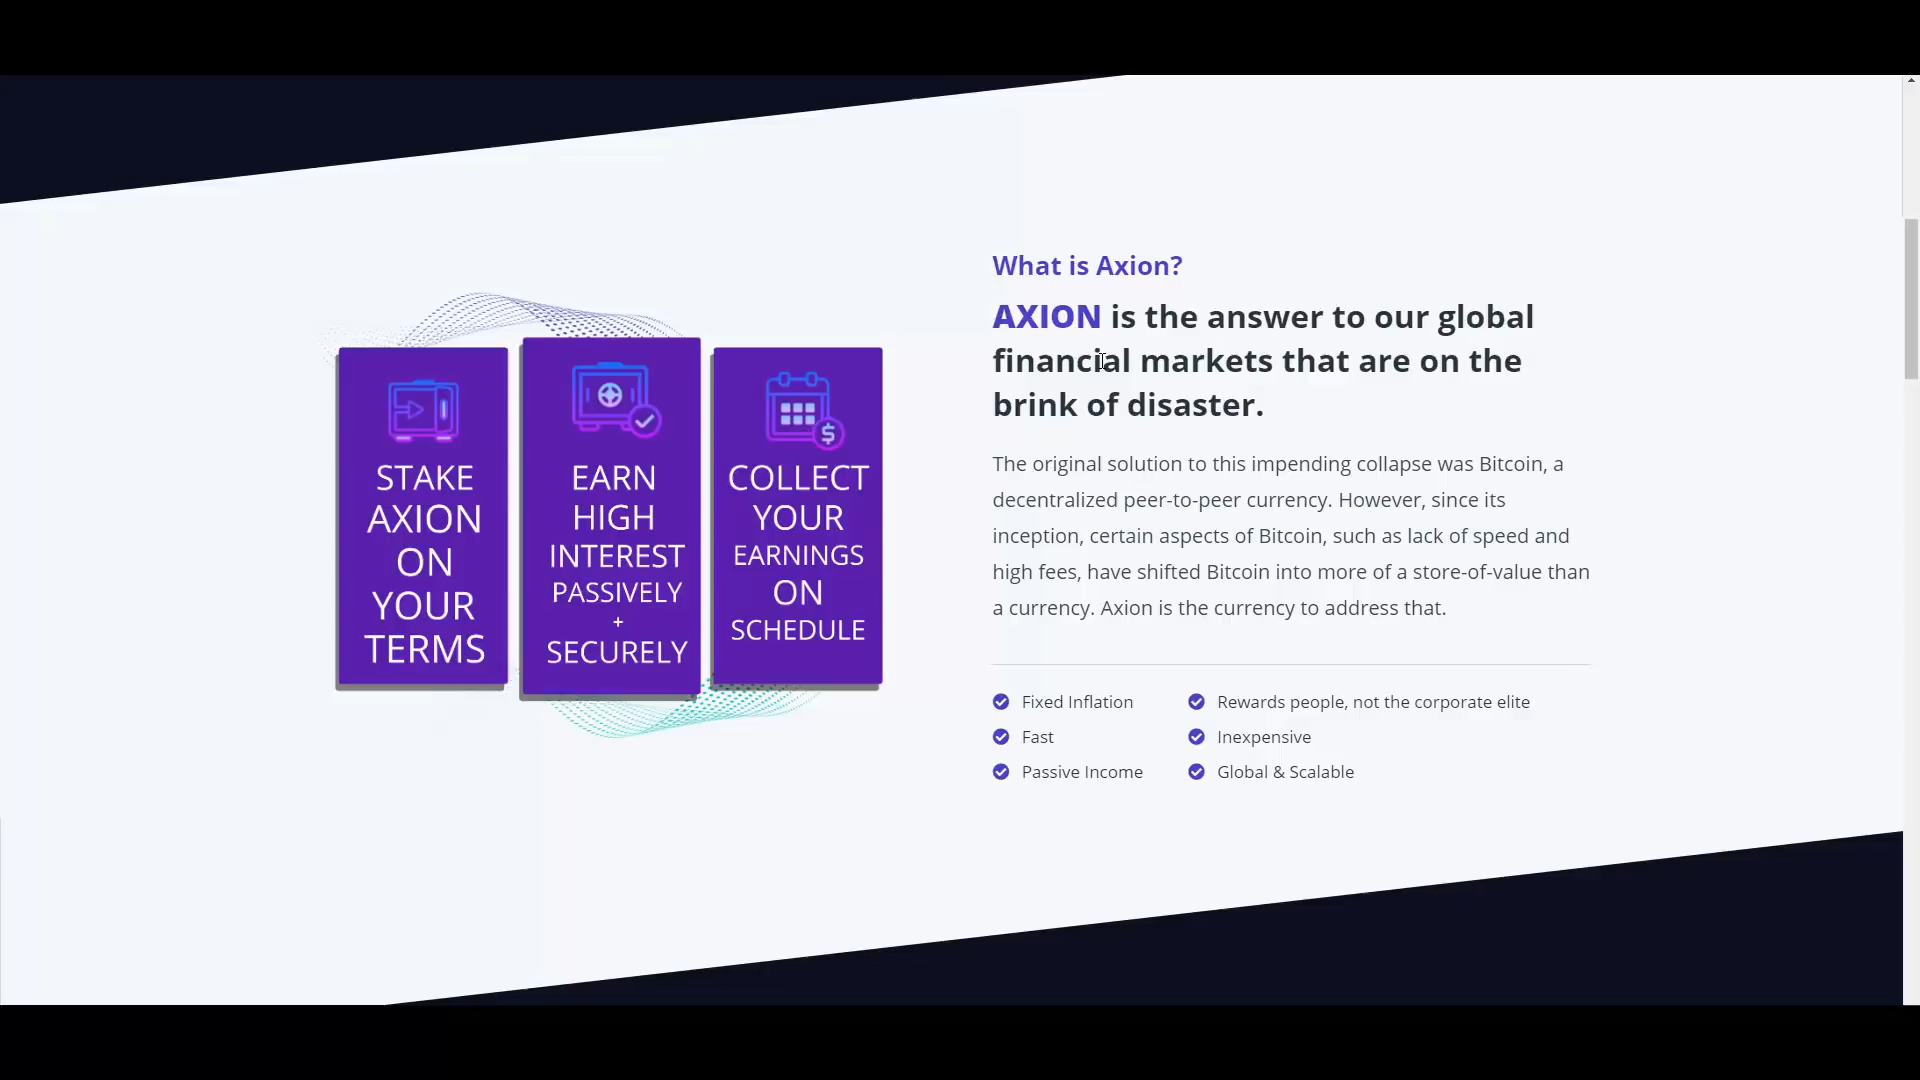 STAKE
AXION
ON
YOUR
TERMS
EARN
HIGH
INTEREST
PASSIVELY
+
SECURELY
COLLECT
YOUR
EARNINGS
ON
SCHEDULE
What is Axion?
AXION is the answer to our global
financial markets that are on the
brink of disaster.
The original solution to this impending collapse was Bitcoin, a
decentralized peer-to-peer currency. However, since its
inception, certain aspects of Bitcoin, such as lack of speed and
high fees, have shifted Bitcoin into more of a store-of-value than
a currency. Axion is the currency to address that.
Fixed Inflation
Fast
Passive Income
Rewards people, not the corporate elite
Inexpensive
Global & Scalable